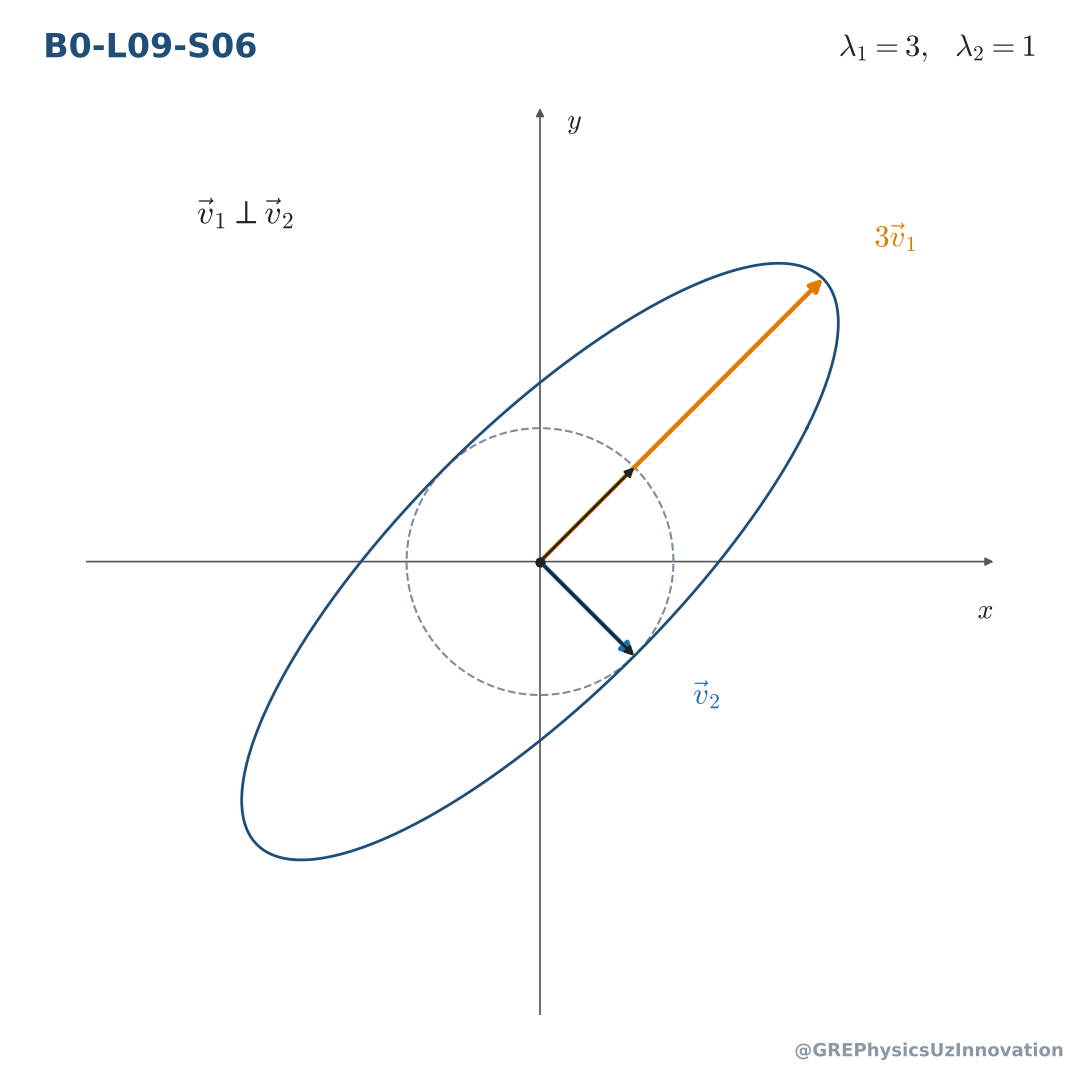 B0-L09-S06
λ₁ = 3, λ₂ = 1
y
v⃗₁ ⊥ v⃗₂
3v⃗₁
x
v⃗₂
@GREPhysicsUzInnovation